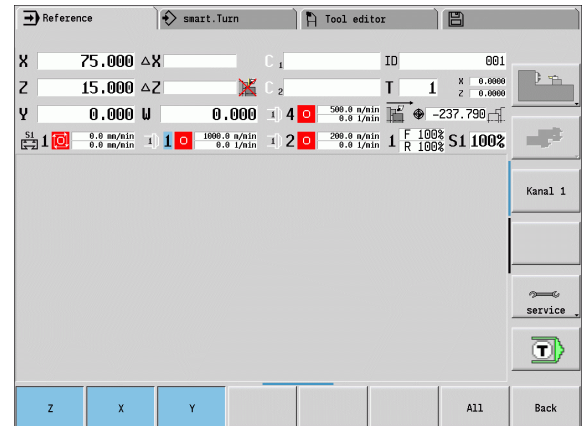 Reference smart.Turn Tool editor
X 75.000 ΔX C 1 ID 001
Z 15.000 ΔZ C 2 T 1 X 0.0000
Z 0.0000
Y 0.000 W 0.000 1) 4 500.0 m/min
0.0 1/min -237.790
S1 1 0.0 mm/min
0.0 mm/min 1) 1 1000.0 m/min
0.0 1/min 1) 2 200.0 m/min
0.0 1/min 1 F 100%
R 100% S1 100%
Kanal 1
service
T
Z X Y All Back